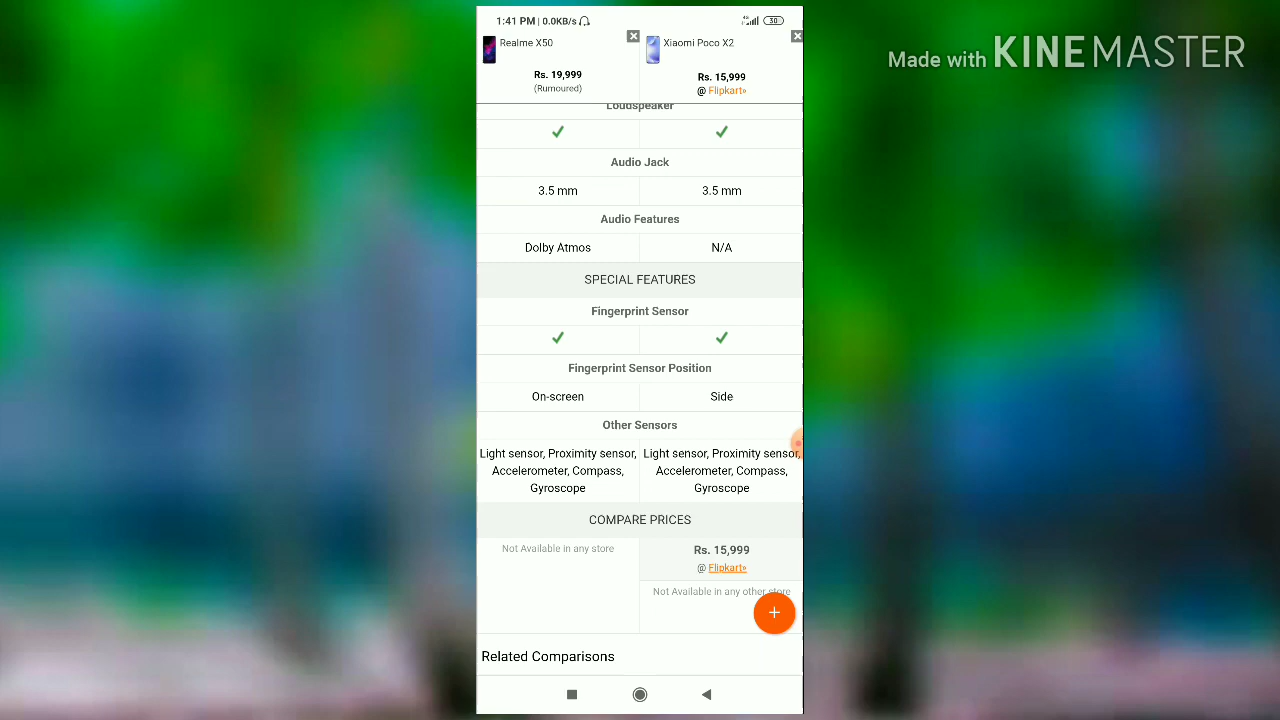 1:41 PM | 0.0KB/s
4G
30
Realme X50
Xiaomi Poco X2
Rs. 19,999
(Rumoured)
Rs. 15,999
@ Flipkart»
Made with KINEMASTER
Loudspeaker
Audio Jack
3.5 mm
3.5 mm
Audio Features
Dolby Atmos
N/A
SPECIAL FEATURES
Fingerprint Sensor
Fingerprint Sensor Position
On-screen
Side
Other Sensors
Light sensor, Proximity sensor,
Accelerometer, Compass,
Gyroscope
Light sensor, Proximity sensor,
Accelerometer, Compass,
Gyroscope
COMPARE PRICES
Not Available in any store
Rs. 15,999
@ Flipkart»
Not Available in any other store
+
Related Comparisons